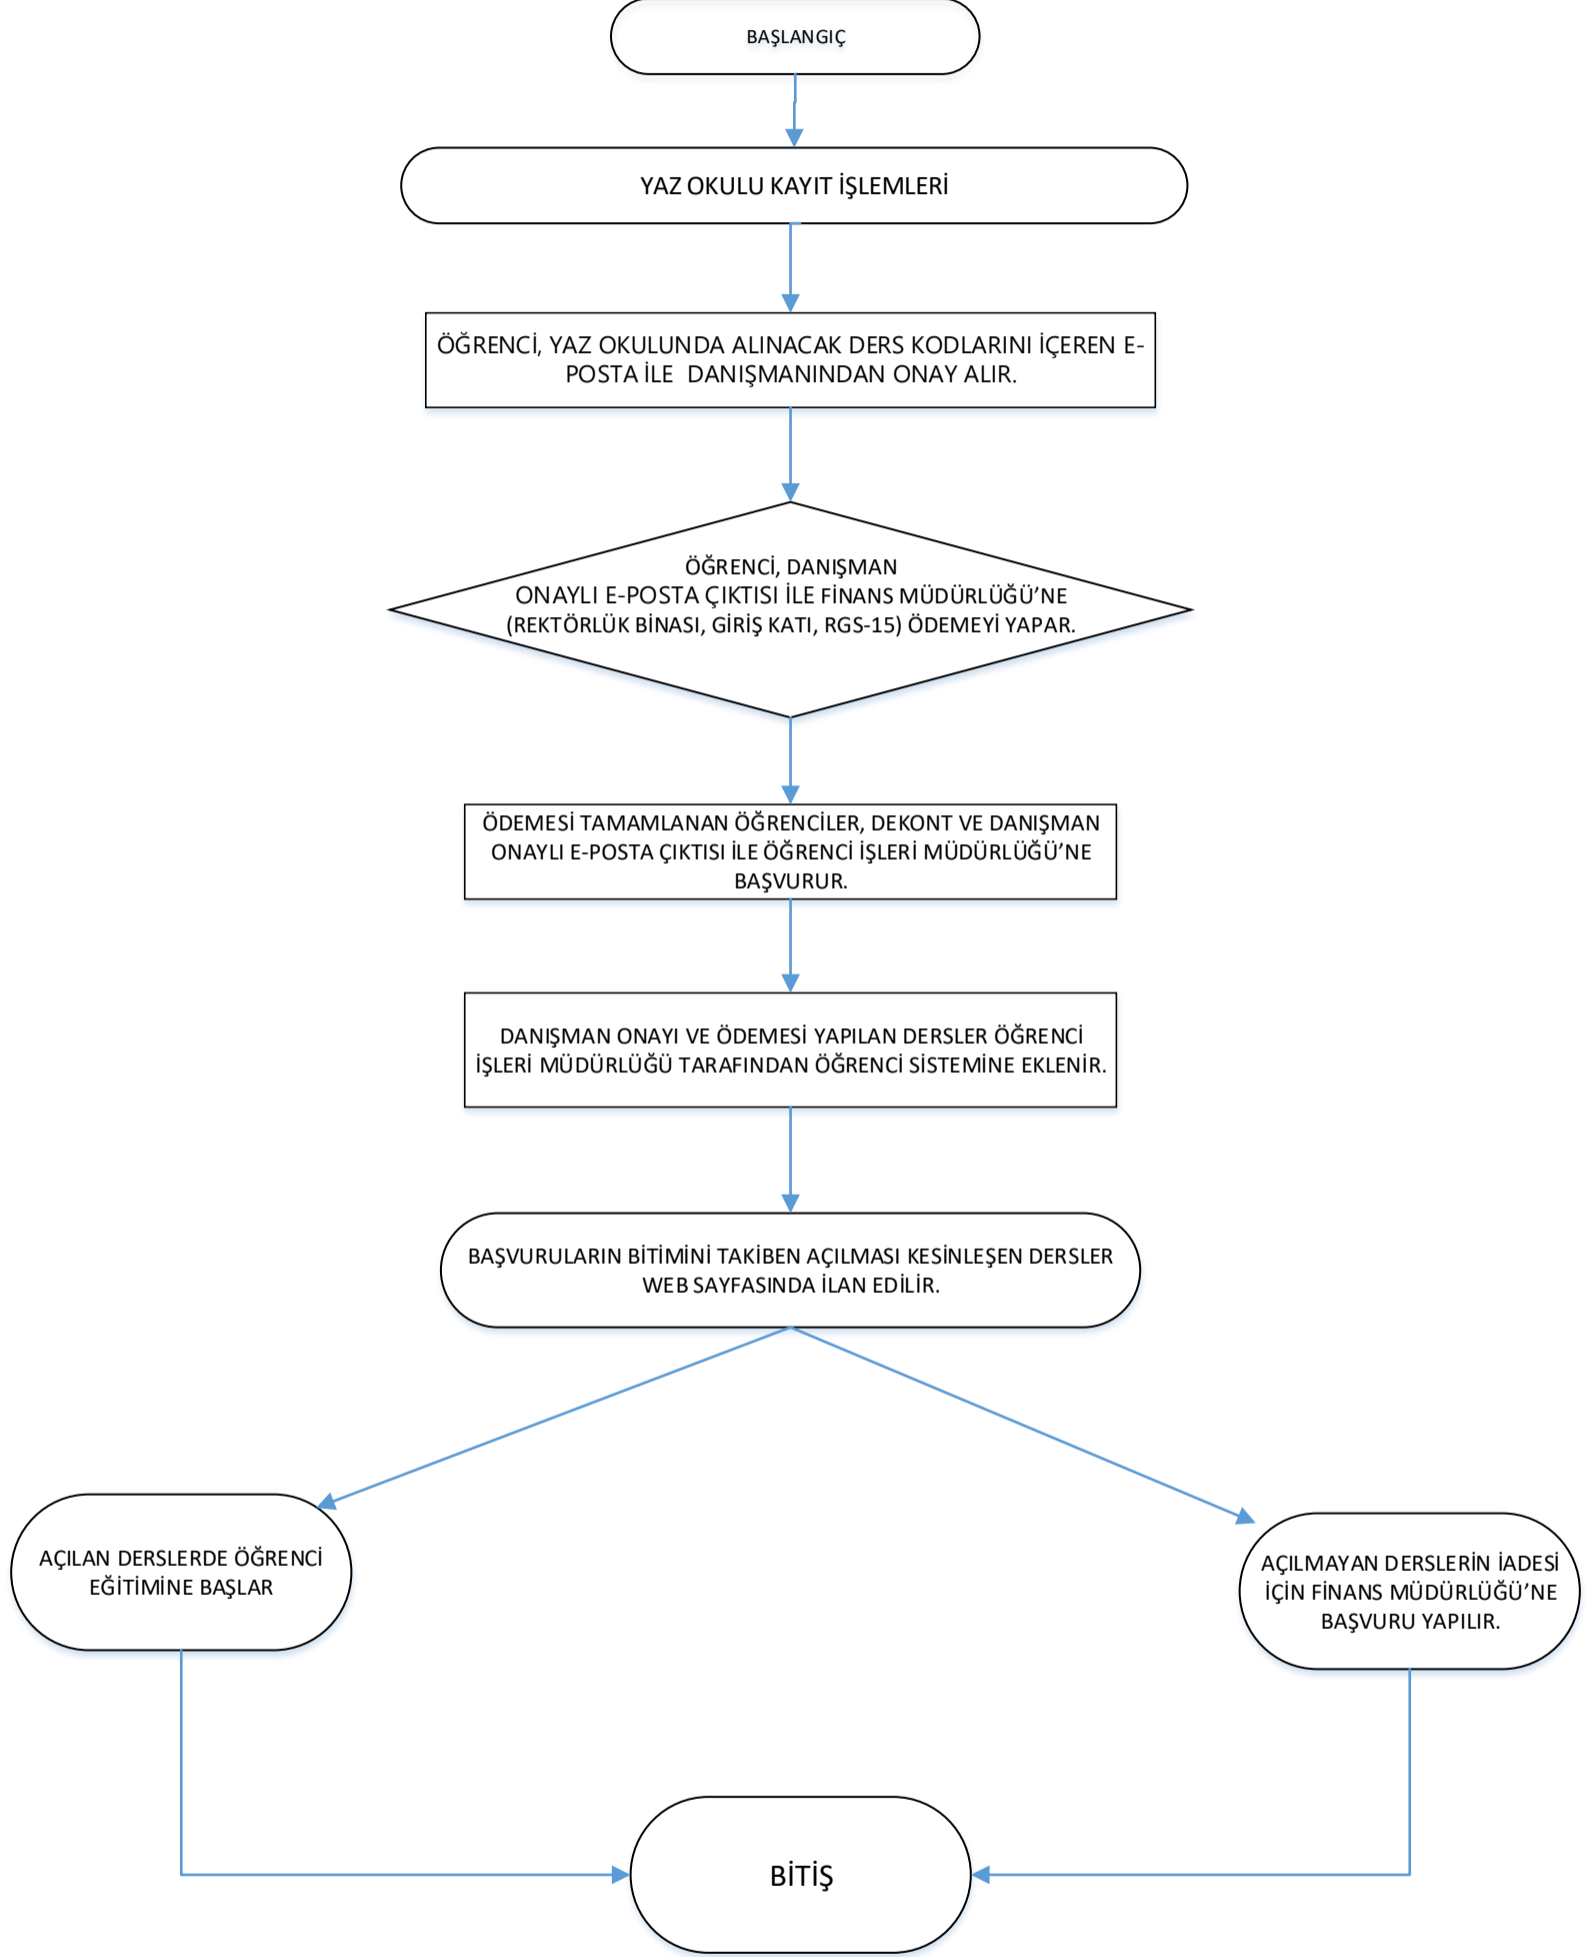 BAŞLANGIÇ
YAZ OKULU KAYIT İŞLEMLERİ
ÖĞRENCİ, YAZ OKULUNDA ALINACAK DERS KODLARINI İÇEREN E-
POSTA İLE DANIŞMANINDAN ONAY ALIR.
ÖĞRENCİ, DANIŞMAN
ONAYLI E-POSTA ÇIKTISI İLE FİNANS MÜDÜRLÜĞÜ’NE
(REKTÖRLÜK BİNASI, GİRİŞ KATI, RGS-15) ÖDEMEYİ YAPAR.
ÖDEMESİ TAMAMLANAN ÖĞRENCİLER, DEKONT VE DANIŞMAN
ONAYLI E-POSTA ÇIKTISI İLE ÖĞRENCİ İŞLERİ MÜDÜRLÜĞÜ’NE
BAŞVURUR.
DANIŞMAN ONAYI VE ÖDEMESİ YAPILAN DERSLER ÖĞRENCİ
İŞLERİ MÜDÜRLÜĞÜ TARAFINDAN ÖĞRENCİ SİSTEMİNE EKLENİR.
BAŞVURULARIN BİTİMİNİ TAKİBEN AÇILMASI KESİNLEŞEN DERSLER
WEB SAYFASINDA İLAN EDİLİR.
AÇILAN DERSLERDE ÖĞRENCİ
EĞİTİMİNE BAŞLAR
AÇILMAYAN DERSLERİN İADESİ
İÇİN FİNANS MÜDÜRLÜĞÜ’NE
BAŞVURU YAPILIR.
BİTİŞ